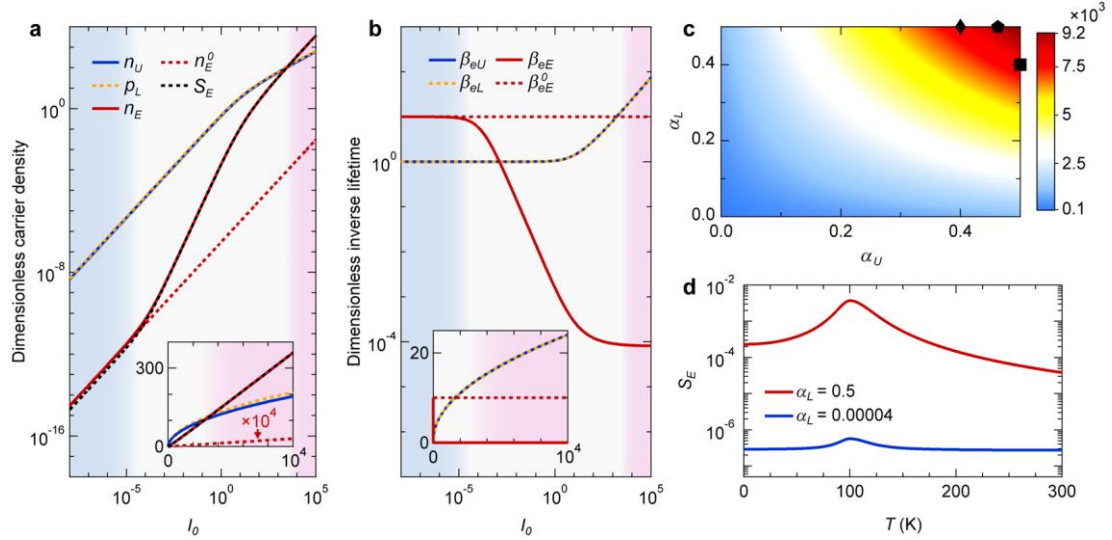 a
n_U
p_L
n_E
n_E^0
S_E
Dimensionless carrier density
10^0
10^-8
10^-16
10^-5
10^0
10^5
I_0
300
0
0
10^4
×10^4
b
β_eU
β_eL
β_eE
β_eE^0
Dimensionless inverse lifetime
10^0
10^-4
10^-5
10^0
10^5
I_0
20
0
0
10^4
c
α_L
0.4
0.2
0.0
0.0
0.2
0.4
α_U
×10^3
9.2
7.5
5.0
2.5
0.1
d
S_E
10^-2
10^-4
10^-6
α_L = 0.5
α_L = 0.00004
0
100
200
300
T (K)